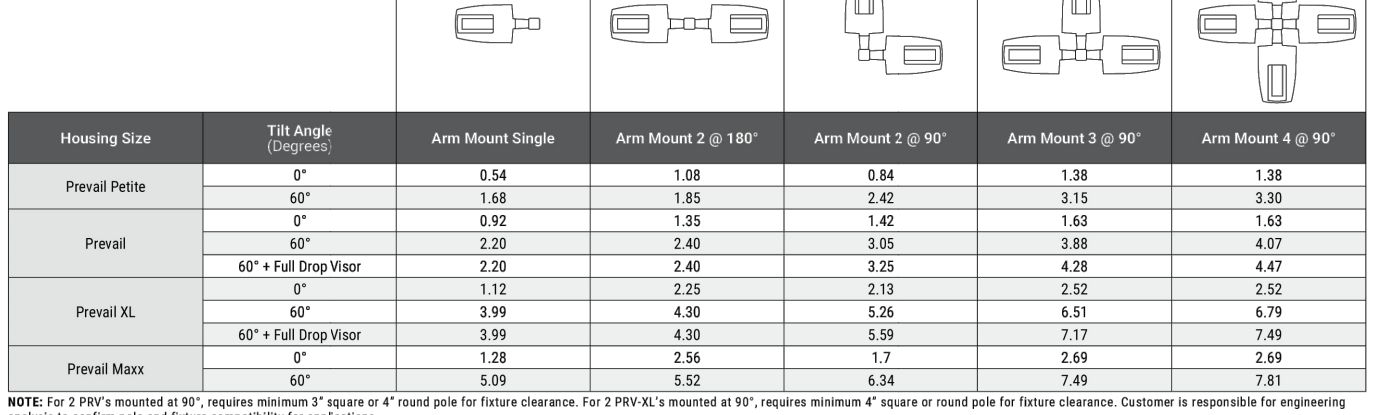 Housing Size Tilt Angle (Degrees) Arm Mount Single Arm Mount 2 @ 180° Arm Mount 2 @ 90° Arm Mount 3 @ 90° Arm Mount 4 @ 90°
Prevail Petite 0° 0.54 1.08 0.84 1.38 1.38
60° 1.68 1.85 2.42 3.15 3.30
Prevail 0° 0.92 1.35 1.42 1.63 1.63
60° 2.20 2.40 3.05 3.88 4.07
60° + Full Drop Visor 2.20 2.40 3.25 4.28 4.47
Prevail XL 0° 1.12 2.25 2.13 2.52 2.52
60° 3.99 4.30 5.26 6.51 6.79
60° + Full Drop Visor 3.99 4.30 5.59 7.17 7.49
Prevail Maxx 0° 1.28 2.56 1.7 2.69 2.69
60° 5.09 5.52 6.34 7.49 7.81
NOTE: For 2 PRV's mounted at 90°, requires minimum 3" square or 4" round pole for fixture clearance. For 2 PRV-XL's mounted at 90°, requires minimum 4" square or round pole for fixture clearance. Customer is responsible for engineering